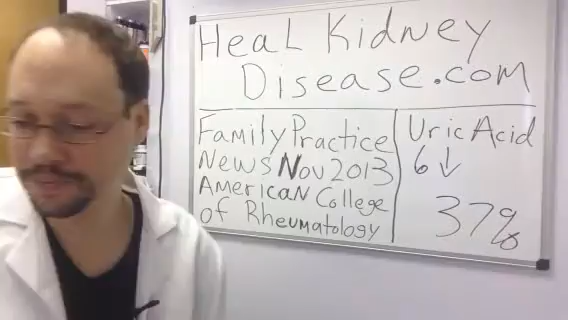 Heal Kidney
Disease.com
Family Practice
News Nov 2013
American College
of Rheumatology
Uric Acid
6↓
37%